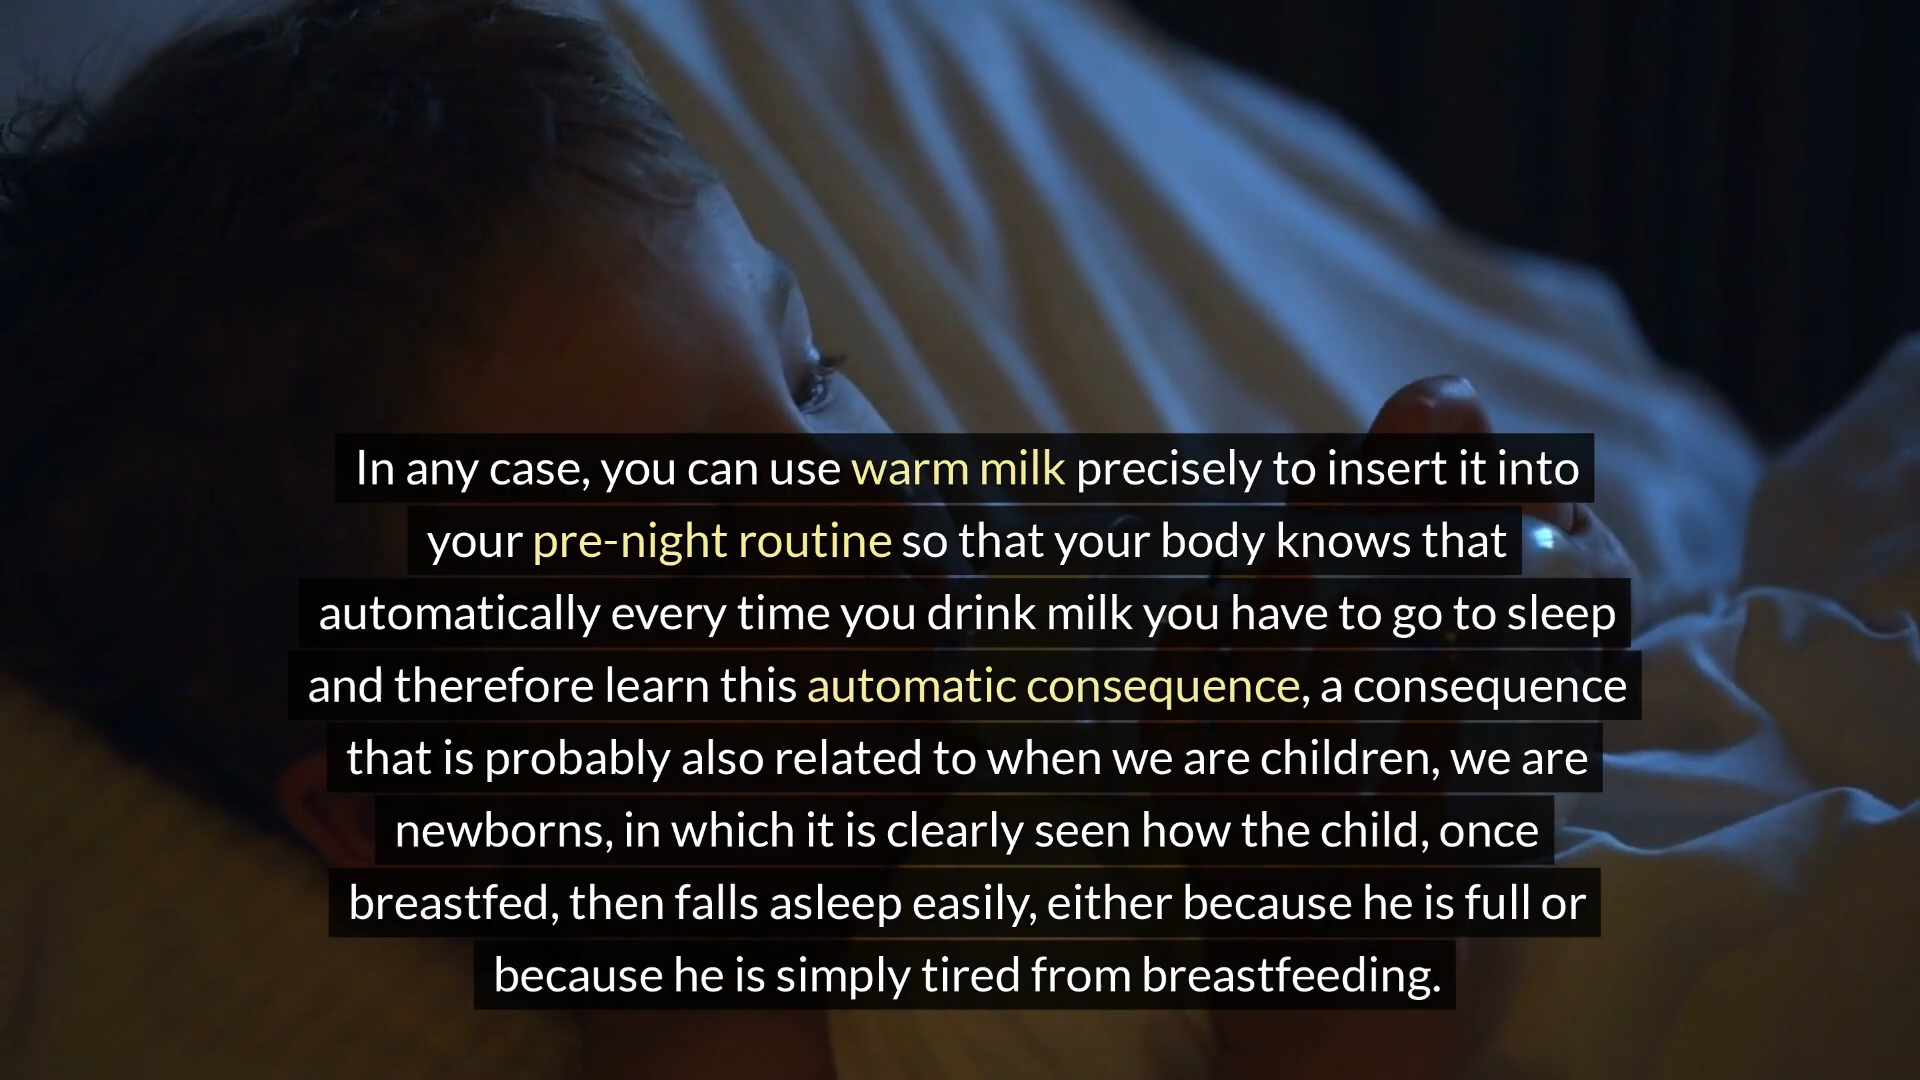 In any case, you can use warm milk precisely to insert it into
your pre-night routine so that your body knows that
automatically every time you drink milk you have to go to sleep
and therefore learn this automatic consequence, a consequence
that is probably also related to when we are children, we are
newborns, in which it is clearly seen how the child, once
breastfed, then falls asleep easily, either because he is full or
because he is simply tired from breastfeeding.